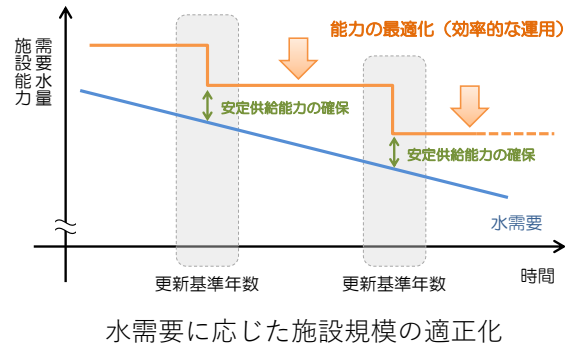 能力の最適化（効率的な運用）
需要水量
施設能力
安定供給能力の確保
安定供給能力の確保
水需要
時間
更新基準年数
更新基準年数
水需要に応じた施設規模の適正化